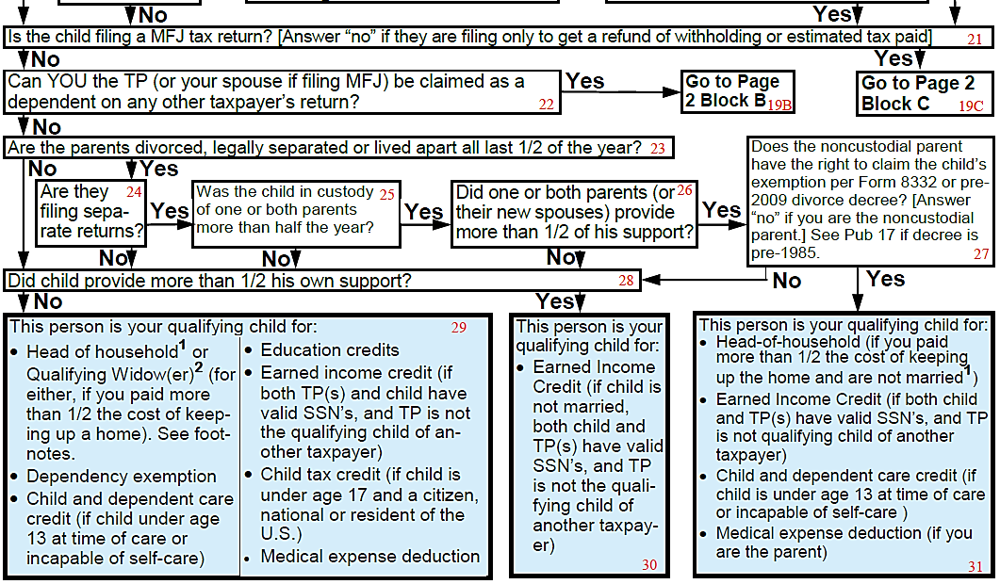 No
Yes
Is the child filing a MFJ tax return? [Answer “no” if they are filing only to get a refund of withholding or estimated tax paid] 21
No
Yes
Can YOU the TP (or your spouse if filing MFJ) be claimed as a
dependent on any other taxpayer’s return? 22
Yes
Go to Page
2 Block B 19B
Go to Page 2
Block C 19C
No
Are the parents divorced, legally separated or lived apart all last 1/2 of the year? 23
No
Yes
Are they 24
filing sepa-
rate returns?
Yes
Was the child in custody
of one or both parents 25
more than half the year?
Yes
Did one or both parents (or 26
their new spouses) provide
more than 1/2 of his support?
Yes
Does the noncustodial parent
have the right to claim the child’s
exemption per Form 8332 or pre-
2009 divorce decree? [Answer
“no” if you are the noncustodial
parent.] See Pub 17 if decree is
pre-1985. 27
No
No
No
Did child provide more than 1/2 his own support? 28
No
Yes
No
Yes
This person is your qualifying child for: 29
• Head of household1 or
Qualifying Widow(er)2 (for
either, if you paid more
than 1/2 the cost of keep-
ing up a home). See foot-
notes.
• Dependency exemption
• Child and dependent care
credit (if child under age
13 at time of care or
incapable of self-care)
• Education credits
• Earned income credit (if
both TP(s) and child have
valid SSN’s, and TP is not
the qualifying child of an-
other taxpayer)
• Child tax credit (if child is
under age 17 and a citizen,
national or resident of the
U.S.)
• Medical expense deduction
This person is your
qualifying child for:
• Earned Income
Credit (if child is
not married,
both child and
TP(s) have valid
SSN’s, and TP
is not the quali-
fying child of
another taxpay-
er)
30
This person is your qualifying child for:
• Head-of-household (if you paid
more than 1/2 the cost of keeping
up the home and are not married1)
• Earned Income Credit (if both child
and TP(s) have valid SSN’s, and TP
is not qualifying child of another
taxpayer)
• Child and dependent care credit (if
child is under age 13 at time of care
or incapable of self-care )
• Medical expense deduction (if you
are the parent)
31